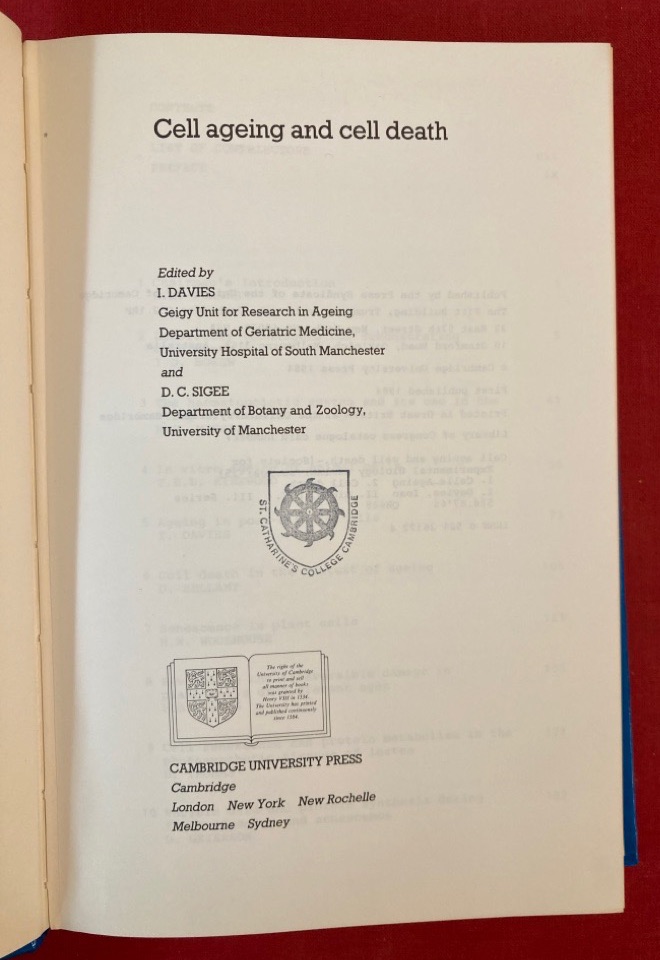 Cell ageing and cell death
Edited by
I. DAVIES
Geigy Unit for Research in Ageing
Department of Geriatric Medicine,
University Hospital of South Manchester
and
D. C. SIGEE
Department of Botany and Zoology,
University of Manchester
ST. CATHARINE'S COLLEGE CAMBRIDGE
The right of the
University of Cambridge
to print and sell
all manner of books
was granted by
Henry VIII in 1534.
The University has printed
and published continuously
since 1584.
CAMBRIDGE UNIVERSITY PRESS
Cambridge
London New York New Rochelle
Melbourne Sydney